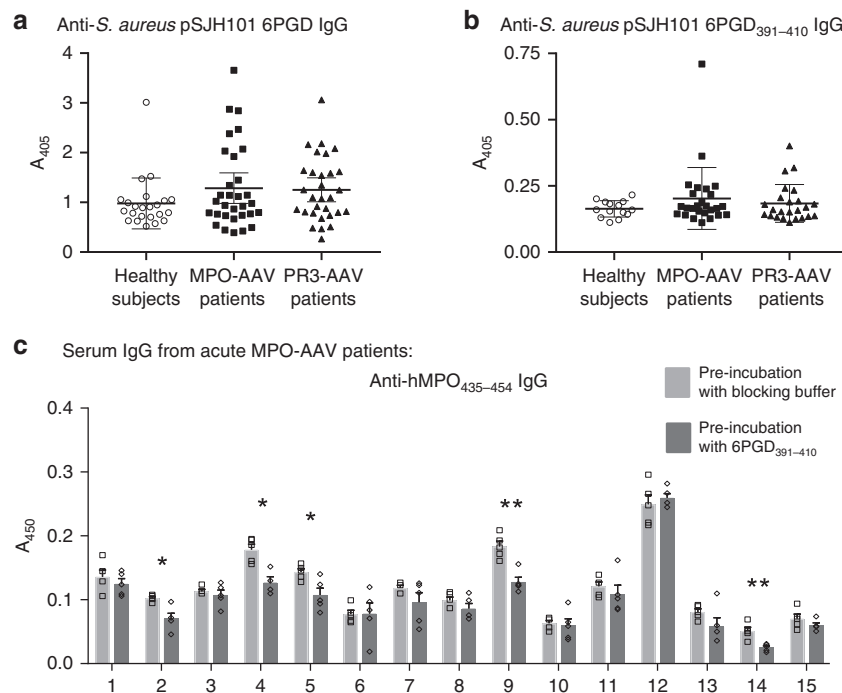 a Anti-S. aureus pSJH101 6PGD IgG
A405
4
3
2
1
0
Healthy subjects
MPO-AAV patients
PR3-AAV patients
b Anti-S. aureus pSJH101 6PGD391–410 IgG
A405
0.75
0.50
0.25
0.00
Healthy subjects
MPO-AAV patients
PR3-AAV patients
c Serum IgG from acute MPO-AAV patients:
Anti-hMPO435–454 IgG
Pre-incubation
with blocking buffer
Pre-incubation
with 6PGD391–410
A450
0.4
0.3
0.2
0.1
0.0
* * * ** **
1 2 3 4 5 6 7 8 9 10 11 12 13 14 15